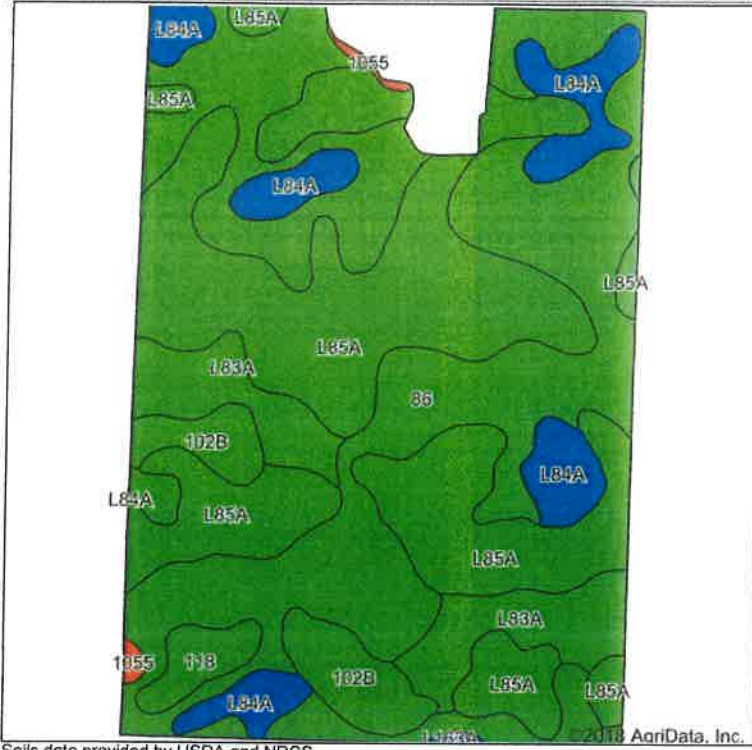 L84A
L85A
1055
L84A
L85A
L84A
L85A
L85A
L83A
86
102B
L84A
L84A
L85A
L85A
L83A
1055
118
102B
L85A
L85A
L84A
©2018 AgriData, Inc.
Soils data provided by USDA and NRCS.